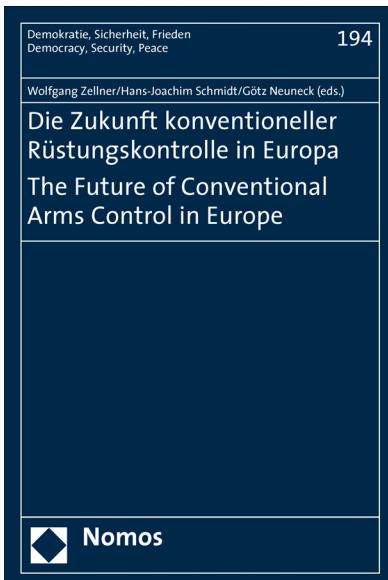 Demokratie, Sicherheit, Frieden
Democracy, Security, Peace
194
Wolfgang Zellner/Hans-Joachim Schmidt/Götz Neuneck (eds.)
Die Zukunft konventioneller
Rüstungskontrolle in Europa
The Future of Conventional
Arms Control in Europe
Nomos